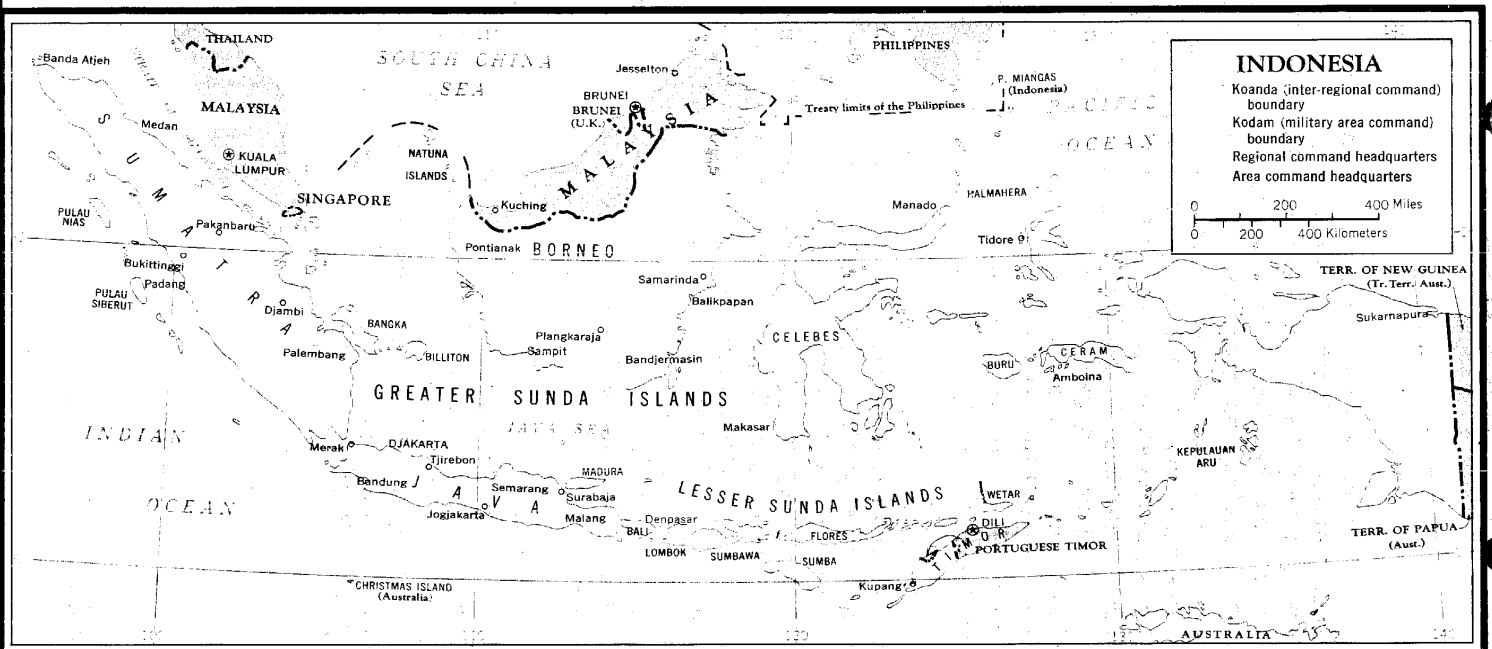 THAILAND
Banda Atjeh
SOUTH CHINA
SEA
PHILIPPINES
Jesselton
P. MIANGAS
(Indonesia)
MALAYSIA
BRUNEI
BRUNEI
(U.K.)
Treaty limits of the Philippines
PACIFIC
OCEAN
INDONESIA
Koanda (inter-regional command)
boundary
Kodam (military area command)
boundary
Regional command headquarters
Area command headquarters
0 200 400 Miles
0 200 400 Kilometers
Medan
KUALA
LUMPUR
NATUNA
ISLANDS
MALAYSIA
SUMATRA
SINGAPORE
Kuching
HALMAHERA
Manado
PULAU
NIAS
Pakanbaru
Pontianak
BORNEO
Tidore
Bukittinggi
Padang
Samarinda
TERR. OF NEW GUINEA
(Tr. Terr. Aust.)
PULAU
SIBERUT
Djambi
Balikpapan
Sukarnapura
BANGKA
Plangkaraja
Sampit
CELEBES
Palembang
BILLITON
Bandjermasin
BURU
CERAM
Amboina
GREATER SUNDA ISLANDS
JAVA SEA
Makasar
INDIAN
OCEAN
Merak
DJAKARTA
Tjirebon
KEPULAUAN
ARU
Bandung
JAVA
Semarang
MADURA
Surabaja
LESSER SUNDA ISLANDS
WETAR
Jogjakarta
Malang
Denpasar
BALI
FLORES
DILI
TIMOR
PORTUGUESE TIMOR
TERR. OF PAPUA
(Aust.)
LOMBOK
SUMBAWA
SUMBA
CHRISTMAS ISLAND
(Australia)
Kupang
AUSTRALIA